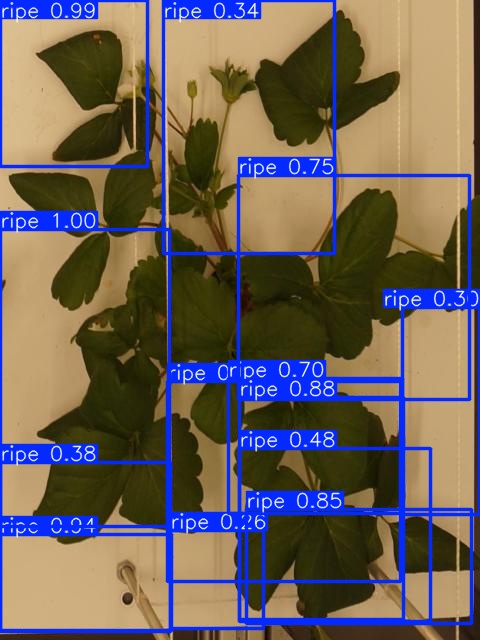 ripe 0.99
ripe 0.34
ripe 0.75
ripe 1.00
ripe 0.30
ripe 0.70
ripe 0.88
ripe 0.48
ripe 0.38
ripe 0.85
ripe 0.26